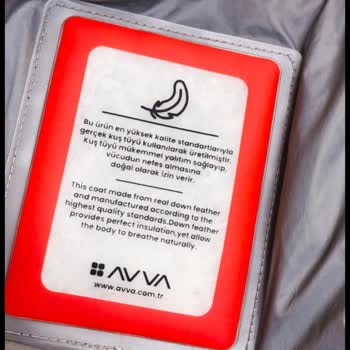 Bu ürün en yüksek kalite standartlarıyla
gerçek kuş tüyü kullanılarak üretilmiştir.
Kuş tüyü mükemmel yalıtım sağlayıp,
vücudun nefes almasına
doğal olarak izin verir.
This coat made from real down feather
and manufactured according to the
highest quality standards.Down feather
provides perfect insulation,yet allow
the body to breathe naturally.
AVVA
www.avva.com.tr